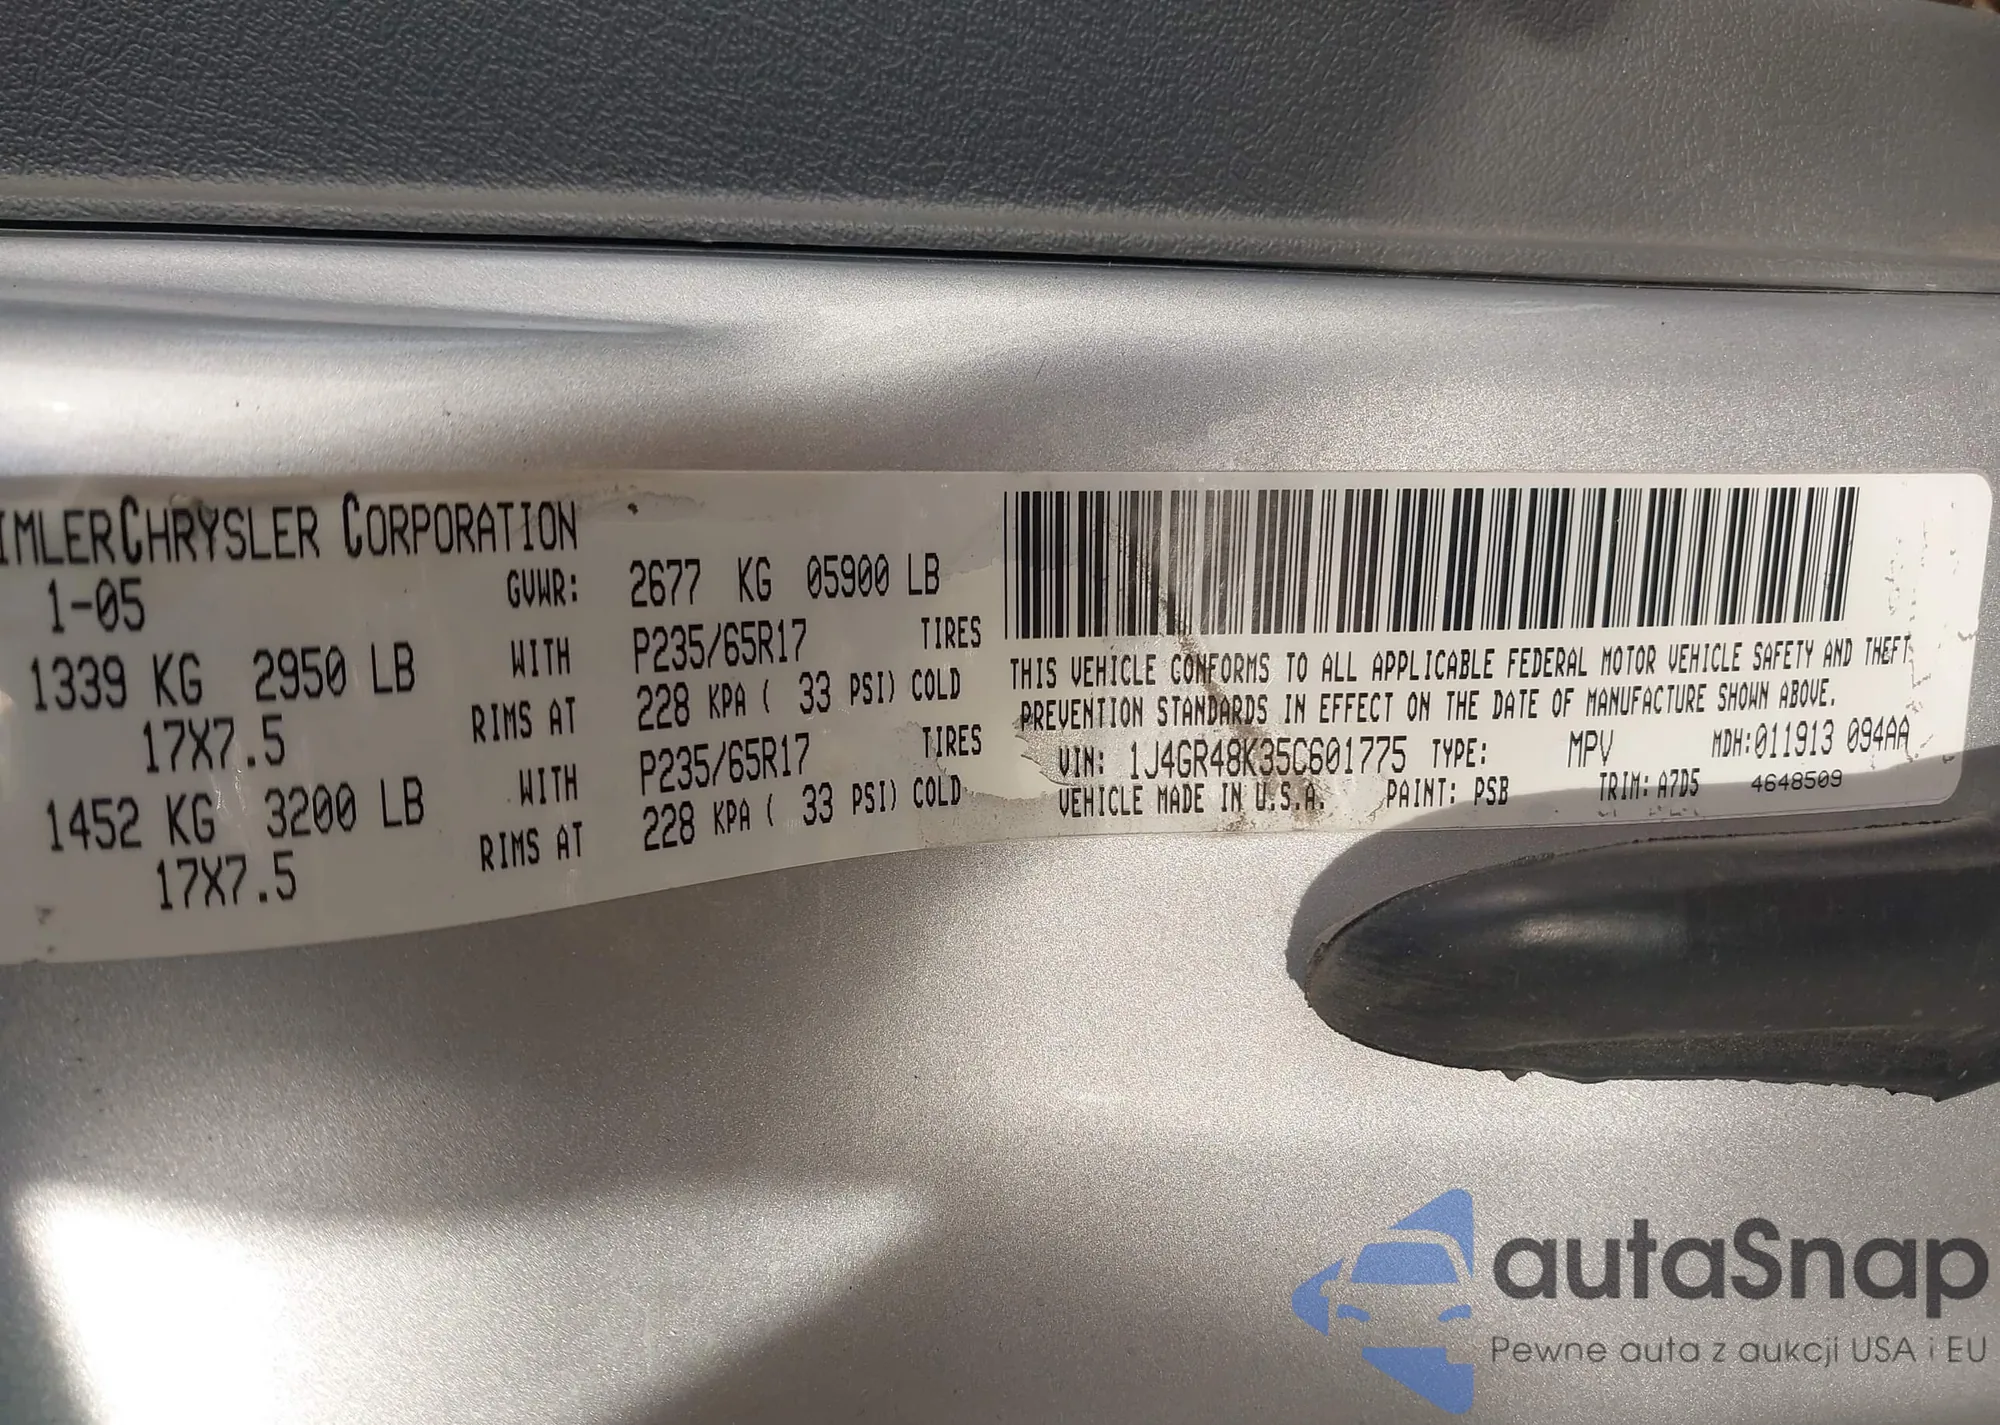 IMLERCHRYSLER CORPORATION
1-05 GVWR: 2677 KG 05900 LB
1339 KG 2950 LB WITH P235/65R17 TIRES
17X7.5 RIMS AT 228 KPA ( 33 PSI) COLD
1452 KG 3200 LB WITH P235/65R17 TIRES
17X7.5 RIMS AT 228 KPA ( 33 PSI) COLD
THIS VEHICLE CONFORMS TO ALL APPLICABLE FEDERAL MOTOR VEHICLE SAFETY AND THEFT
PREVENTION STANDARDS IN EFFECT ON THE DATE OF MANUFACTURE SHOWN ABOVE.
VIN: 1J4GR48K35C601775 TYPE: MPV MDH:011913 094AA
VEHICLE MADE IN U.S.A. PAINT: PSB TRIM: A7D5 4648509
autaSnap
Pewne auta z aukcji USA i EU